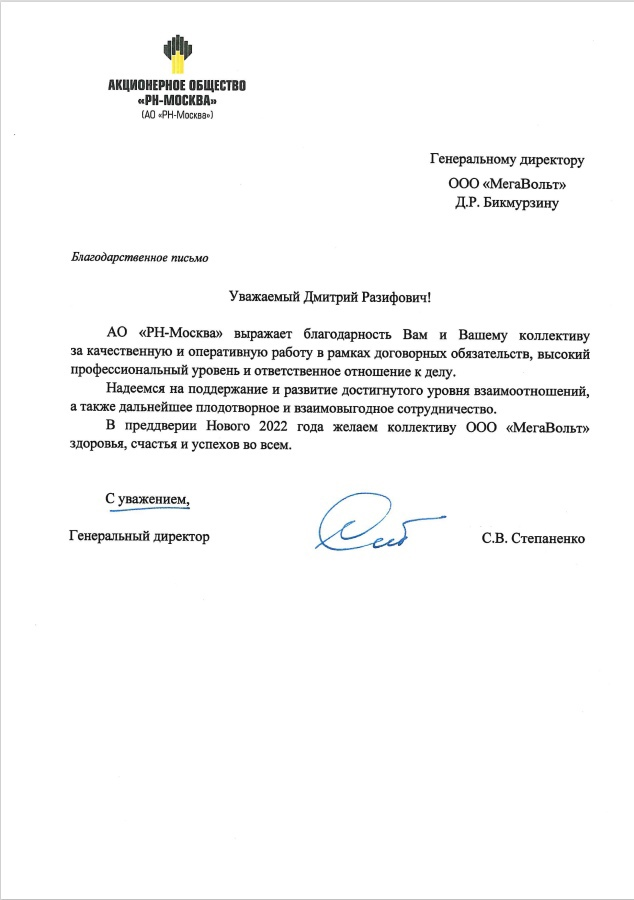 АКЦИОНЕРНОЕ ОБЩЕСТВО
«РН-МОСКВА»
(АО «РН-Москва»)
Генеральному директору
ООО «МегаВольт»
Д.Р. Бикмурзину
Благодарственное письмо
Уважаемый Дмитрий Разифович!
АО «РН-Москва» выражает благодарность Вам и Вашему коллективу
за качественную и оперативную работу в рамках договорных обязательств, высокий
профессиональный уровень и ответственное отношение к делу.
Надеемся на поддержание и развитие достигнутого уровня взаимоотношений,
а также дальнейшее плодотворное и взаимовыгодное сотрудничество.
В преддверии Нового 2022 года желаем коллективу ООО «МегаВольт»
здоровья, счастья и успехов во всем.
С уважением,
Генеральный директор
С.В. Степаненко